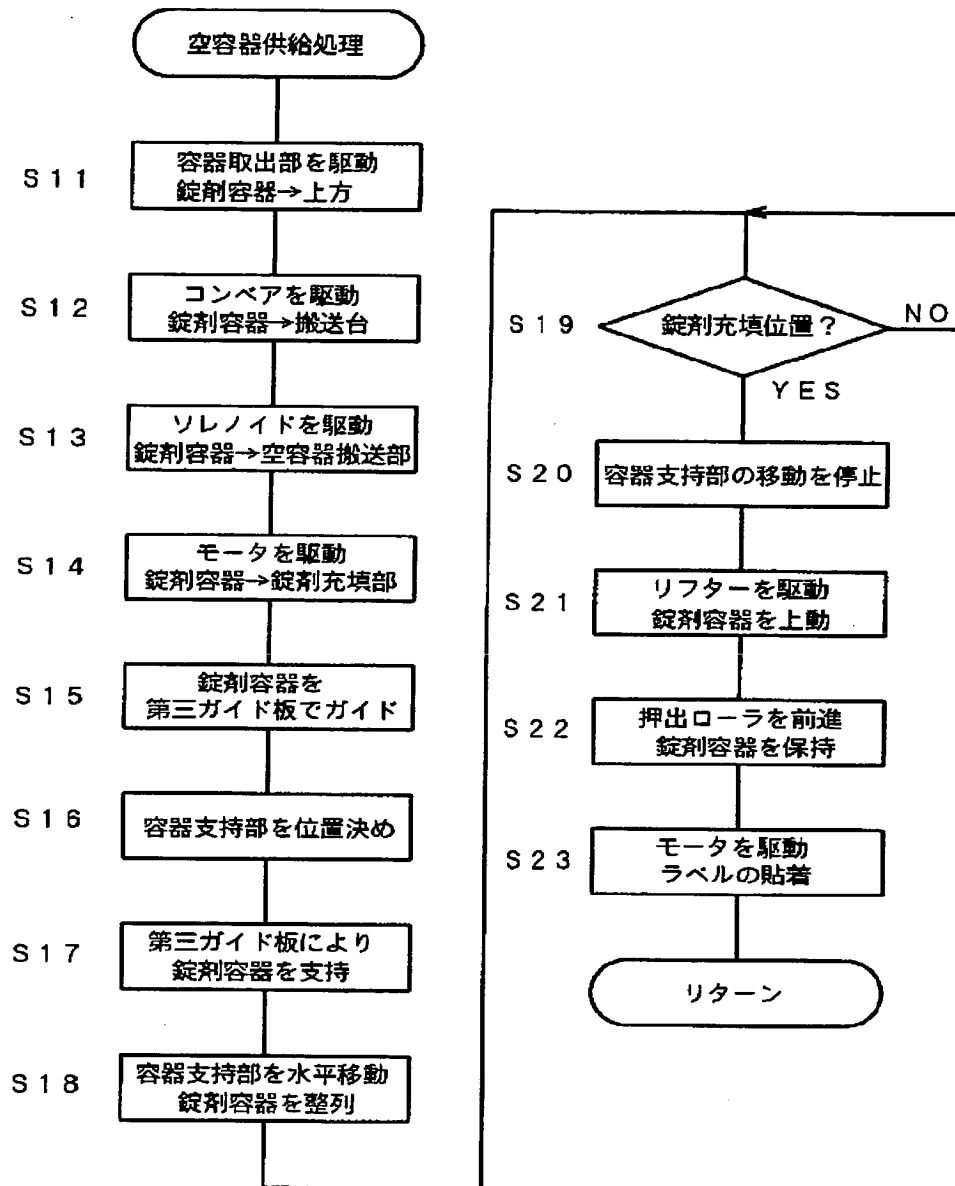 空容器供給処理
S11
容器取出部を駆動
錠剤容器→上方
S12
コンベアを駆動
錠剤容器→搬送台
S13
ソレノイドを駆動
錠剤容器→空容器搬送部
S14
モータを駆動
錠剤容器→錠剤充填部
S15
錠剤容器を
第三ガイド板でガイド
S16
容器支持部を位置決め
S17
第三ガイド板により
錠剤容器を支持
S18
容器支持部を水平移動
錠剤容器を整列
S19
錠剤充填位置？
NO
YES
S20
容器支持部の移動を停止
S21
リフターを駆動
錠剤容器を上動
S22
押出ローラを前進
錠剤容器を保持
S23
モータを駆動
ラベルの貼着
リターン